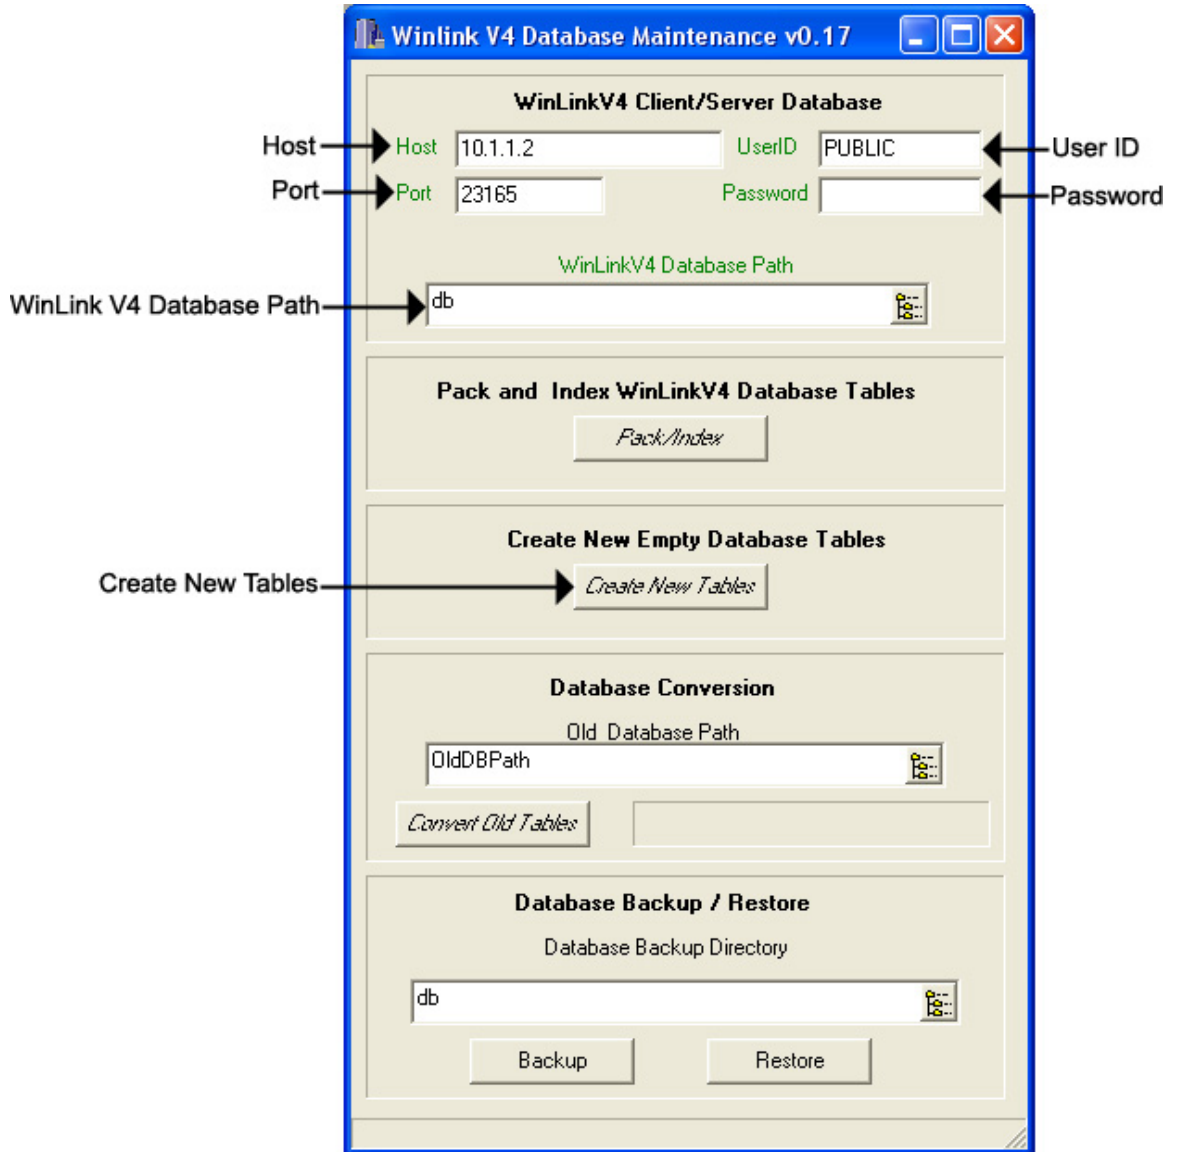 Winlink V4 Database Maintenance v0.17
WinLinkV4 Client/Server Database
Host Host 10.1.1.2 UserID PUBLIC User ID
Port Port 23165 Password Password
WinLinkV4 Database Path
WinLink V4 Database Path db
Pack and Index WinLinkV4 Database Tables
Pack/Index
Create New Empty Database Tables
Create New Tables Create New Tables
Database Conversion
Old Database Path
OldDBPath
Convert Old Tables
Database Backup / Restore
Database Backup Directory
db
Backup Restore